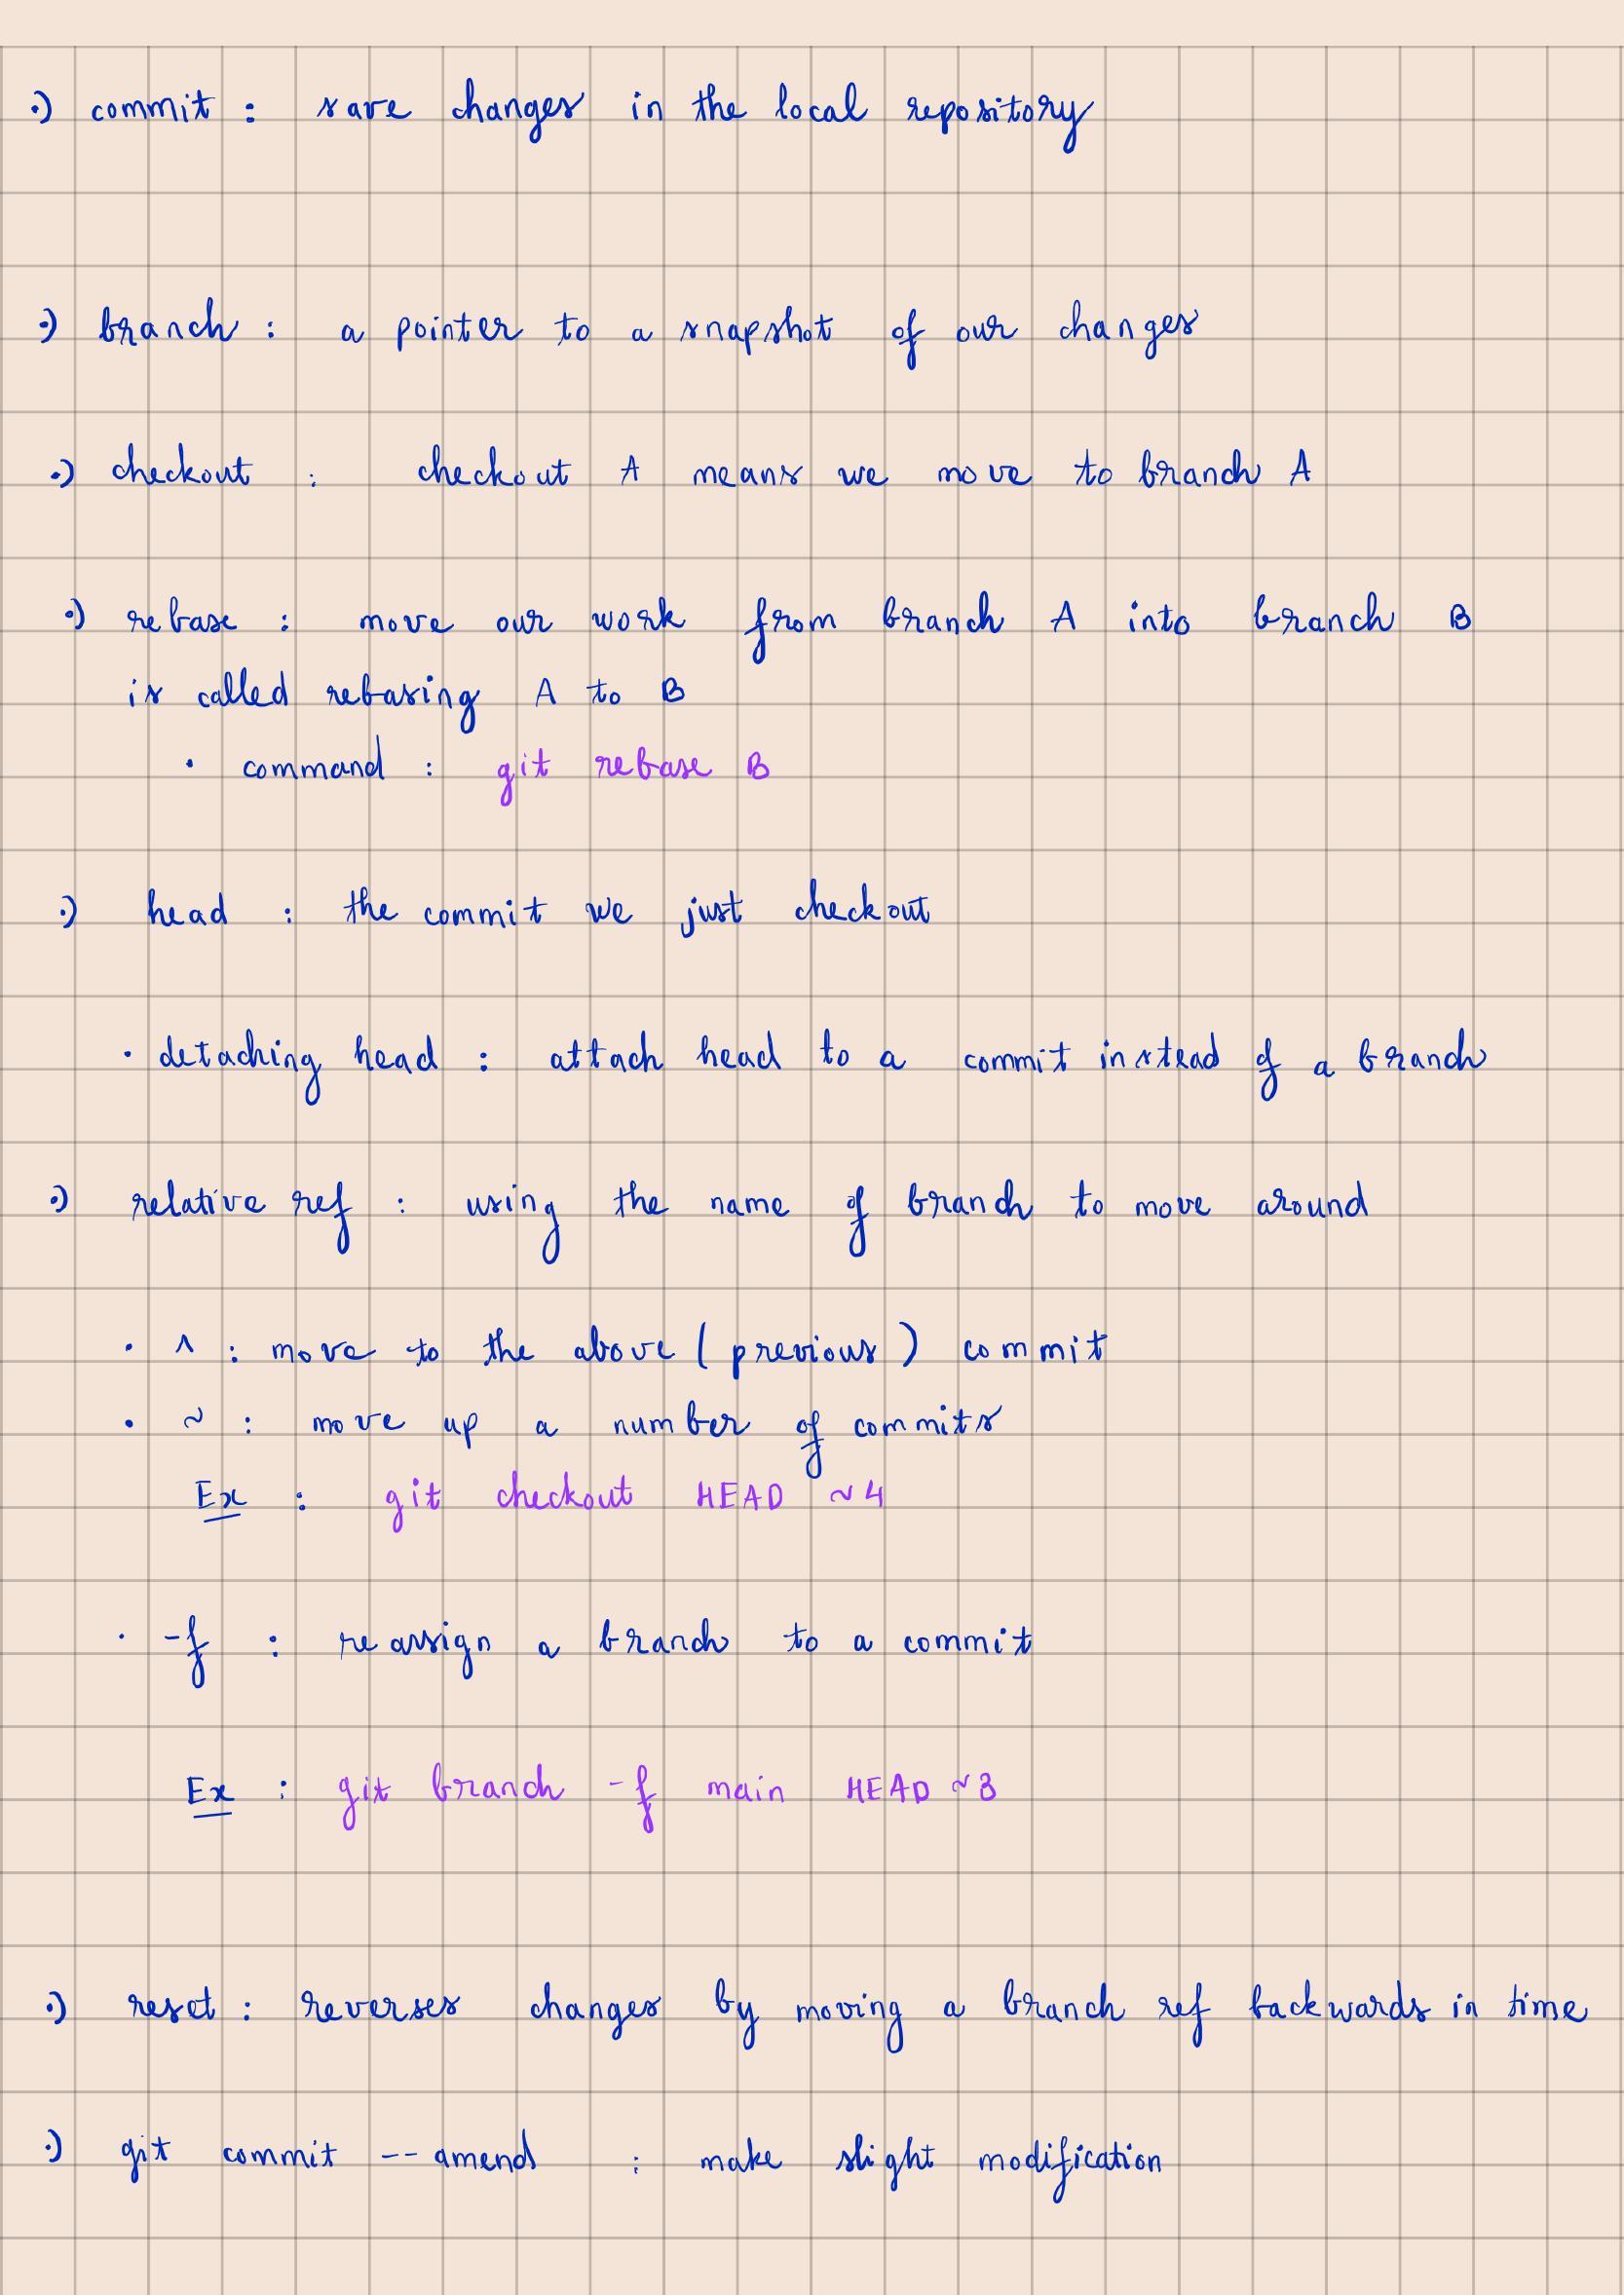 ·) commit : save changes in the local repository
·) branch : a pointer to a snapshot of our changes
·) checkout : checkout A means we move to branch A
·) rebase : move our work from branch A into branch B
is called rebasing A to B
· command : git rebase B
·) head : the commit we just checkout
· detaching head : attach head to a commit instead of a branch
·) relative ref : using the name of branch to move around
· ^ : move to the above (previous) commit
· ~ : move up a number of commits
Ex : git checkout HEAD ~4
· -f : reassign a branch to a commit
Ex : git branch -f main HEAD ~3
·) reset : reverses changes by moving a branch ref backwards in time
·) git commit --amend : make slight modification